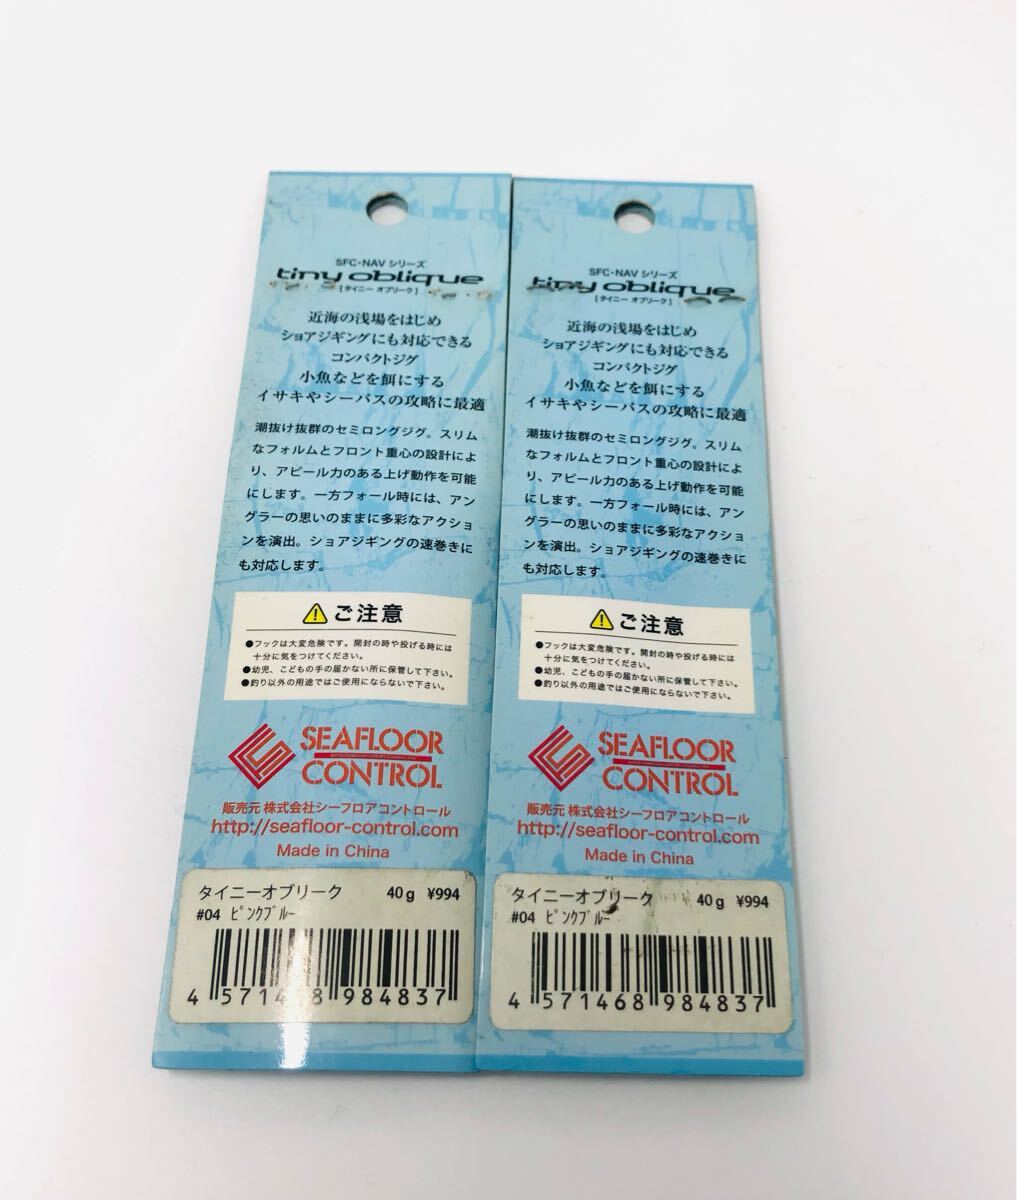 SFC・NAV シリーズ
tiny oblique
[ タイニー オブリーク ]
近海の浅場をはじめ
ショアジギングにも対応できる
コンパクトジグ
小魚などを餌にする
イサキやシーバスの攻略に最適
潮抜け抜群のセミロングジグ。スリム
なフォルムとフロント重心の設計によ
り、アピール力のある上げ動作を可能
にします。一方フォール時には、アン
グラーの思いのままに多彩なアクショ
ンを演出。ショアジギングの速巻きに
も対応します。
ご注意
●フックは大変危険です。開封の時や投げる時には
十分に気をつけてください。
●幼児、こどもの手の届かない所に保管して下さい。
●釣り以外の用途ではご使用にならないで下さい。
SEAFLOOR
CONTROL
販売元 株式会社シーフロアコントロール
http://seafloor-control.com
Made in China
タイニーオブリーク 40g ¥994
#04 ピンクブルー
4 571468 984837
SFC・NAV シリーズ
tiny oblique
[ タイニー オブリーク ]
近海の浅場をはじめ
ショアジギングにも対応できる
コンパクトジグ
小魚などを餌にする
イサキやシーバスの攻略に最適
潮抜け抜群のセミロングジグ。スリム
なフォルムとフロント重心の設計によ
り、アピール力のある上げ動作を可能
にします。一方フォール時には、アン
グラーの思いのままに多彩なアクショ
ンを演出。ショアジギングの速巻きに
も対応します。
ご注意
●フックは大変危険です。開封の時や投げる時には
十分に気をつけてください。
●幼児、こどもの手の届かない所に保管して下さい。
●釣り以外の用途ではご使用にならないで下さい。
SEAFLOOR
CONTROL
販売元 株式会社シーフロアコントロール
http://seafloor-control.com
Made in China
タイニーオブリーク 40g ¥994
#04 ピンクブルー
4 571468 984837